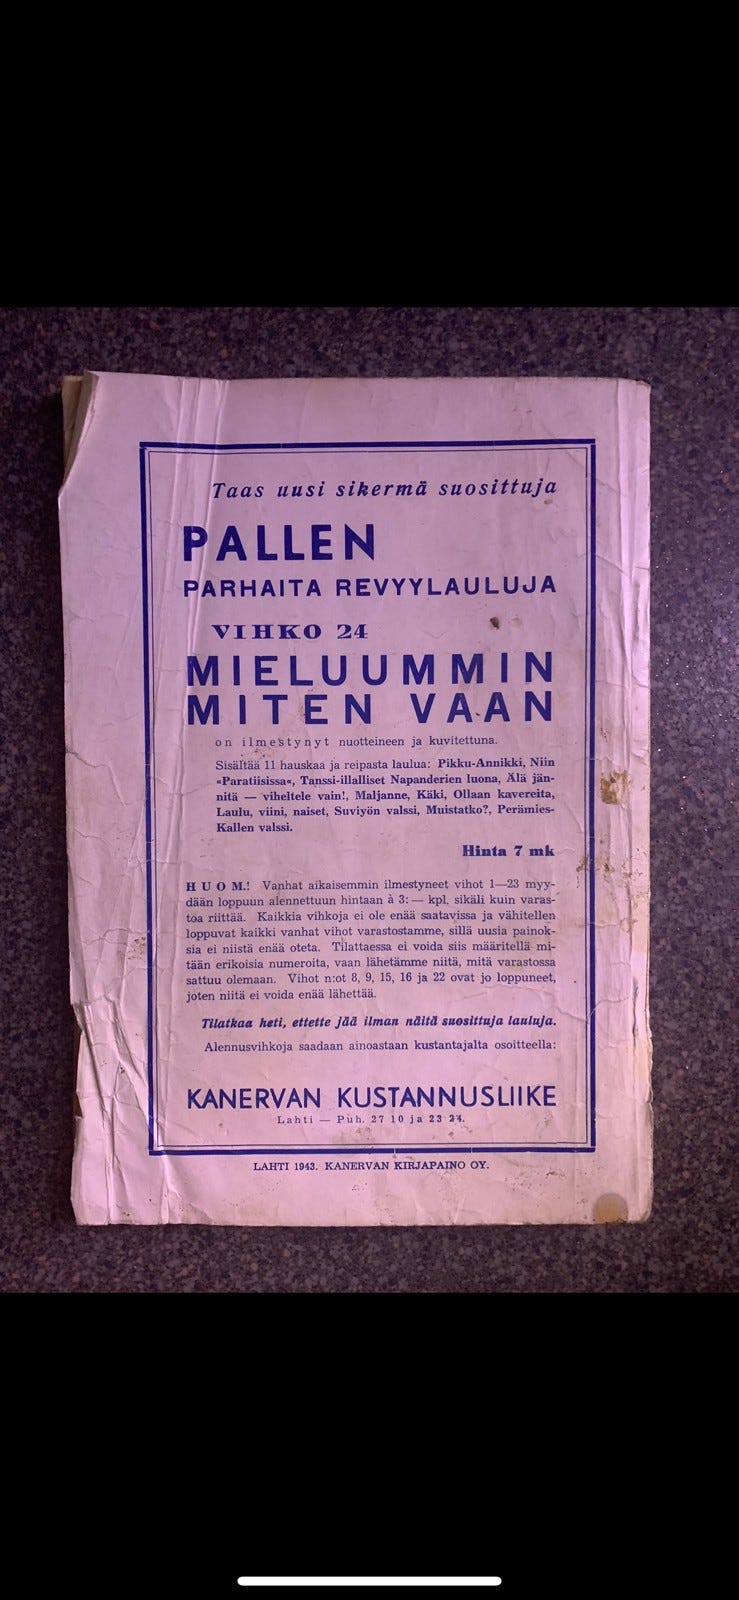 Taas uusi sikermä suosittuja
PALLEN
PARHAITA REVYYLAULUJA
VIHKO 24
MIELUUMMIN
MITEN VAAN
on ilmestynyt nuotteineen ja kuvitettuna.
Sisältää 11 hauskaa ja reipasta laulua: Pikku-Annikki, Niin
«Paratiisissa«, Tanssi-illalliset Napanderien luona, Älä jän-
nitä — viheltele vain!, Maljanne, Käki, Ollaan kavereita,
Laulu, viini, naiset, Suviyön valssi, Muistatko?, Perämies-
Kallen valssi.
Hinta 7 mk
HUOM.! Vanhat aikaisemmin ilmestyneet vihot 1—23 myy-
dään loppuun alennettuun hintaan à 3:— kpl. sikäli kuin varas-
toa riittää. Kaikkia vihkoja ei ole enää saatavissa ja vähitellen
loppuvat kaikki vanhat vihot varastostamme, sillä uusia painok-
sia ei niistä enää oteta. Tilattaessa ei voida siis määritellä mi-
tään erikoisia numeroita, vaan lähetämme niitä, mitä varastossa
sattuu olemaan. Vihot n:ot 8, 9, 15, 16 ja 22 ovat jo loppuneet,
joten niitä ei voida enää lähettää.
Tilatkaa heti, ettette jää ilman näitä suosittuja lauluja.
Alennusvihkoja saadaan ainoastaan kustantajalta osoitteella:
KANERVAN KUSTANNUSLIIKE
Lahti — Puh. 27 10 ja 23 24.
LAHTI 1943. KANERVAN KIRJAPAINO OY.